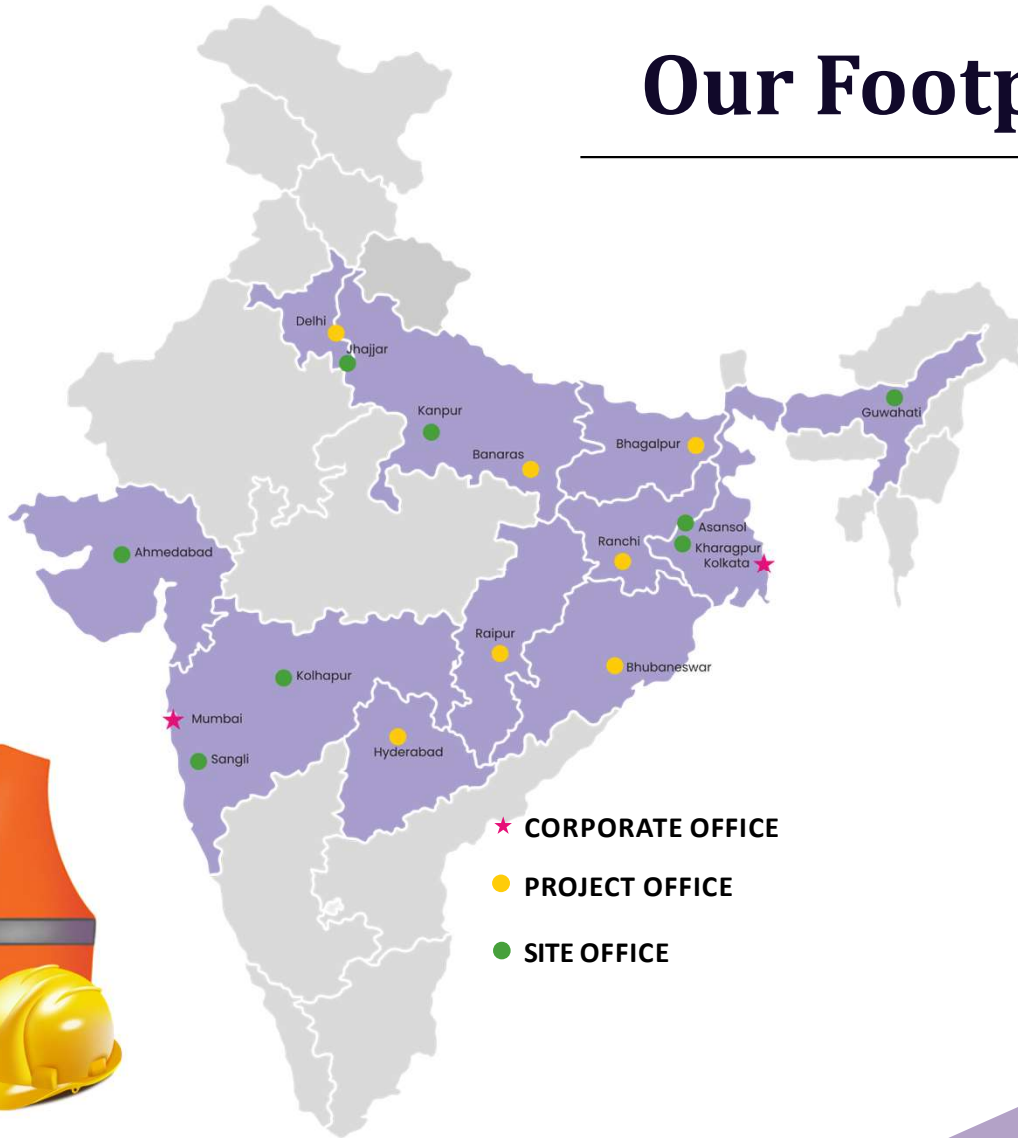 Our Footp
Delhi
Jhajjar
Kanpur
Banaras
Bhagalpur
Guwahati
Asansol
Kharagpur
Kolkata
Ranchi
Ahmedabad
Raipur
Bhubaneswar
Kolhapur
Mumbai
Sangli
Hyderabad
CORPORATE OFFICE
PROJECT OFFICE
SITE OFFICE